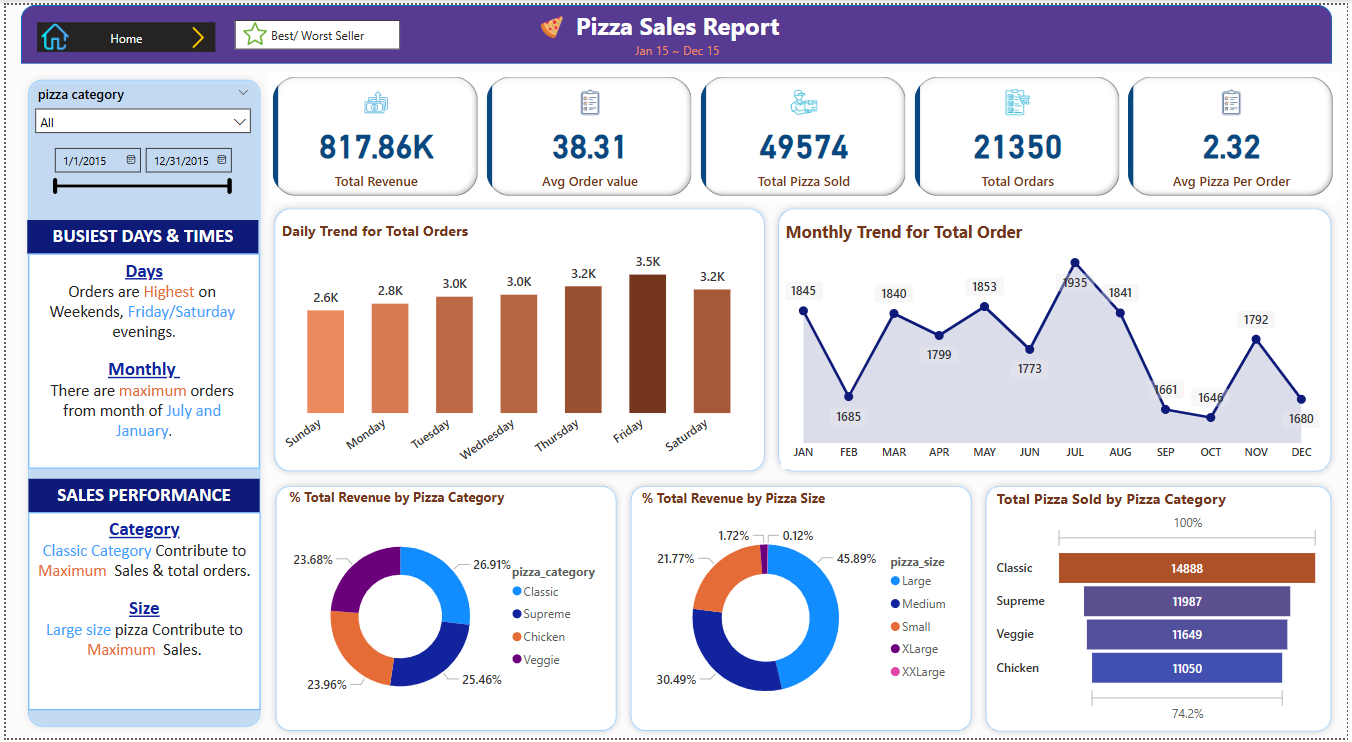 Home
Best/ Worst Seller
Pizza Sales Report
Jan 15 ~ Dec 15
pizza category
All
1/1/2015
12/31/2015
BUSIEST DAYS & TIMES
Days
Orders are Highest on
Weekends, Friday/Saturday
evenings.
Monthly
There are maximum orders
from month of July and
January.
SALES PERFORMANCE
Category
Classic Category Contribute to
Maximum Sales & total orders.
Size
Large size pizza Contribute to
Maximum Sales.
817.86K
Total Revenue
38.31
Avg Order value
49574
Total Pizza Sold
21350
Total Ordars
2.32
Avg Pizza Per Order
Daily Trend for Total Orders
2.6K
2.8K
3.0K
3.0K
3.2K
3.5K
3.2K
Sunday
Monday
Tuesday
Wednesday
Thursday
Friday
Saturday
Monthly Trend for Total Order
1845
1685
1840
1799
1853
1773
1935
1841
1661
1646
1792
1680
JAN
FEB
MAR
APR
MAY
JUN
JUL
AUG
SEP
OCT
NOV
DEC
% Total Revenue by Pizza Category
23.68%
26.91%
23.96%
25.46%
pizza_category
Classic
Supreme
Chicken
Veggie
% Total Revenue by Pizza Size
1.72%
0.12%
21.77%
45.89%
30.49%
pizza_size
Large
Medium
Small
XLarge
XXLarge
Total Pizza Sold by Pizza Category
100%
Classic 14888
Supreme 11987
Veggie 11649
Chicken 11050
74.2%